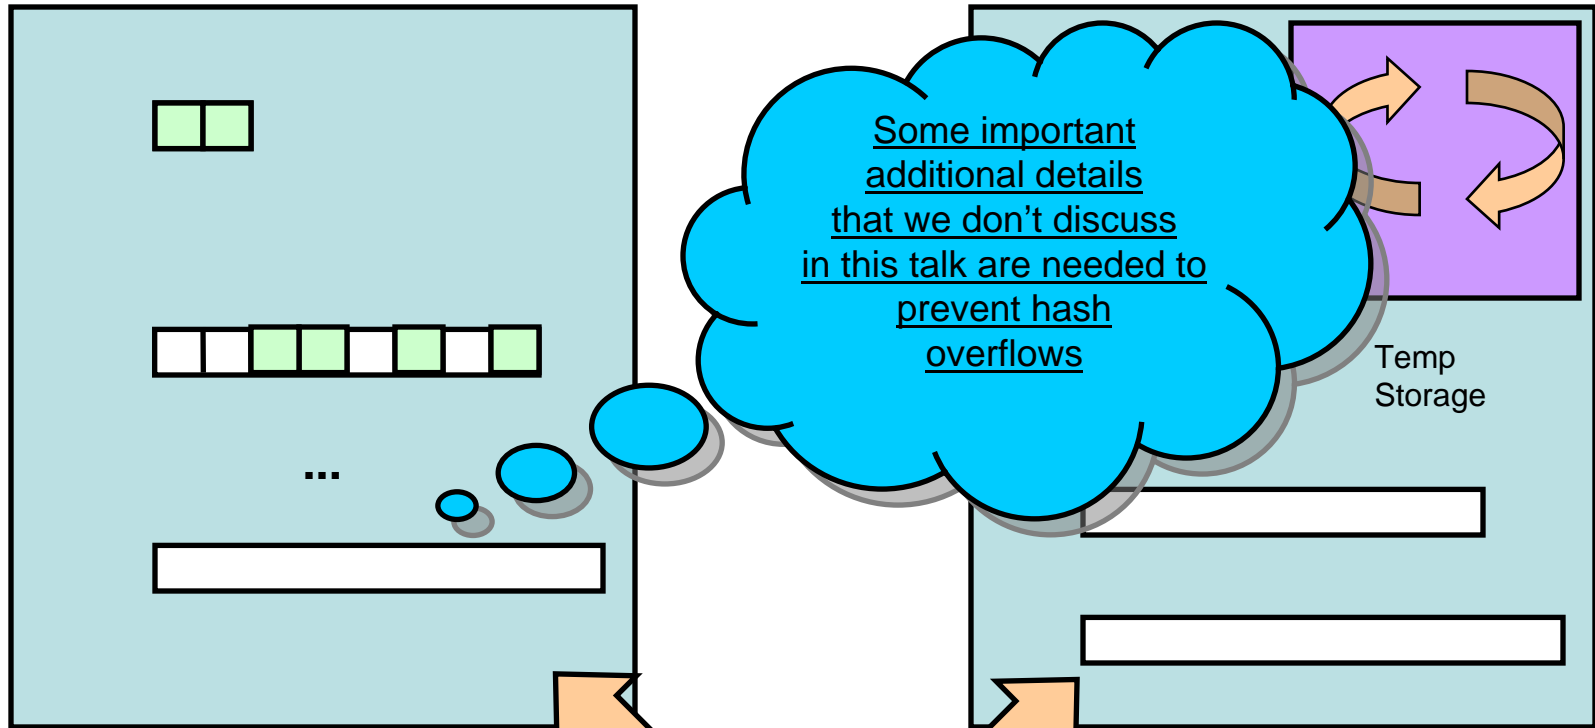 Some important
additional details
that we don’t discuss
in this talk are needed to
prevent hash
overflows
Temp
Storage
...